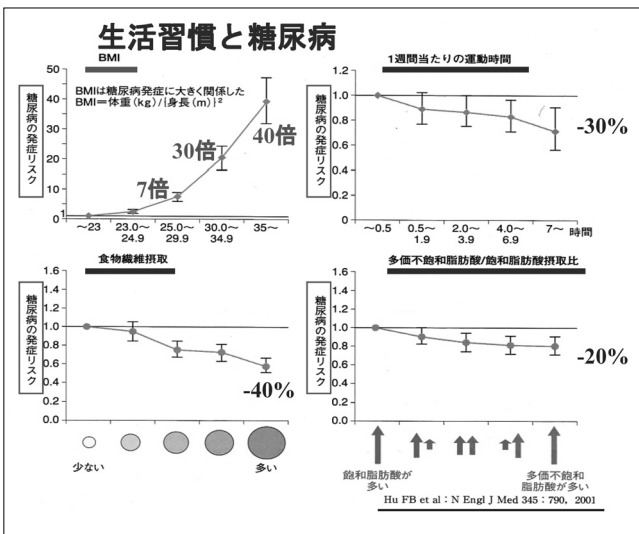 生活習慣と糖尿病
BMI
糖尿病の発症リスク
BMIは糖尿病発症に大きく関係した
BMI=体重(kg)/{身長(m)}²
50
40
30
20
10
1
0
7倍
30倍
40倍
~23
23.0~
24.9
25.0~
29.9
30.0~
34.9
35~
1週間当たりの運動時間
糖尿病の発症リスク
1.2
1.0
0.8
0.6
0.4
0.2
0
-30%
~0.5
0.5~
1.9
2.0~
3.9
4.0~
6.9
7~
時間
食物繊維摂取
糖尿病の発症リスク
1.6
1.4
1.2
1.0
0.8
0.6
0.4
0.2
0.0
-40%
少ない
多い
多価不飽和脂肪酸/飽和脂肪酸摂取比
糖尿病の発症リスク
1.6
1.4
1.2
1.0
0.8
0.6
0.4
0.2
0.0
-20%
飽和脂肪酸が
多い
多価不飽和
脂肪酸が多い
Hu FB et al : N Engl J Med 345 : 790, 2001